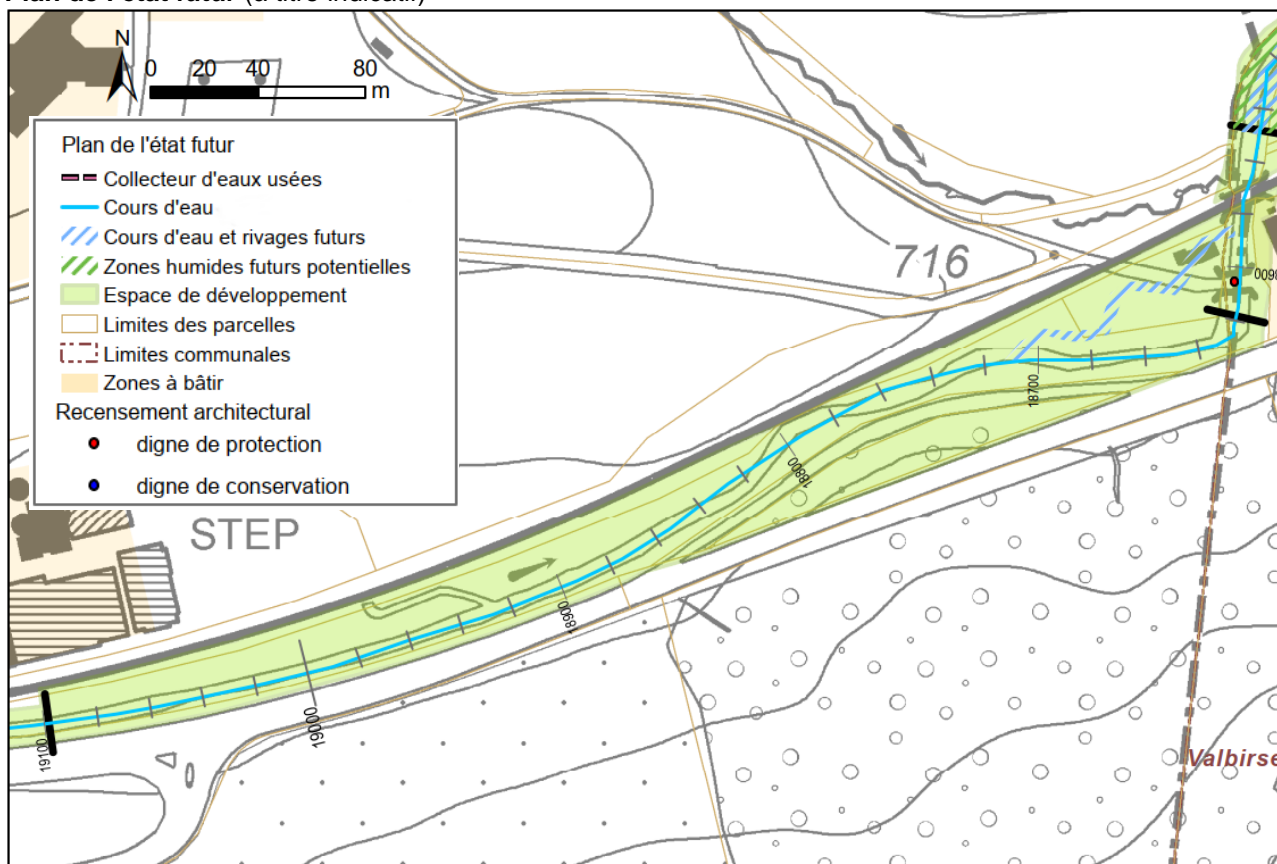 Plan de l'état futur (à titre indicatif)
N
0 20 40 80
m
Plan de l'état futur
Collecteur d'eaux usées
Cours d'eau
Cours d'eau et rivages futurs
Zones humides futurs potentielles
Espace de développement
Limites des parcelles
Limites communales
Zones à bâtir
Recensement architectural
digne de protection
digne de conservation
716
18700
18800
STEP
18900
19000
19100
Valbirse